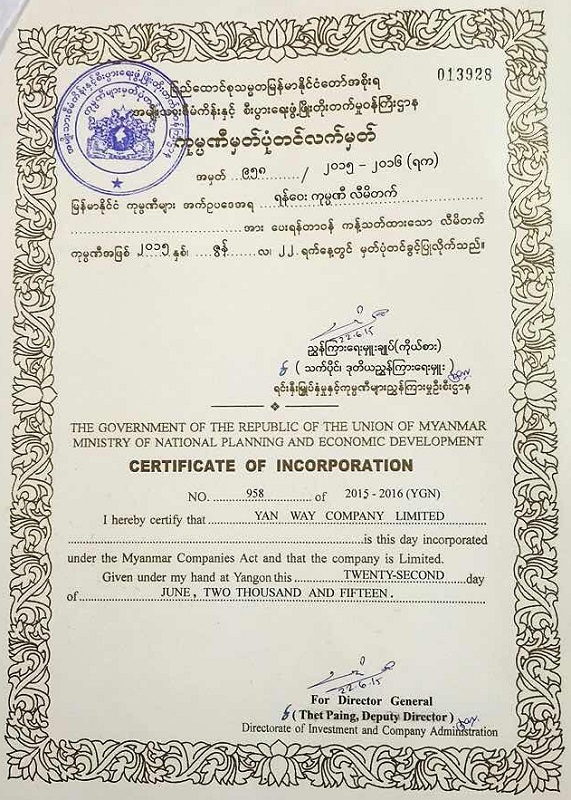 013928
ပြည်ထောင်စုသမ္မတမြန်မာနိုင်ငံတော်အစိုးရ
အမျိုးသားစီမံကိန်းနှင့် စီးပွားရေးဖွံ့ဖြိုးတိုးတက်မှုဝန်ကြီးဌာန
ကုမ္ပဏီမှတ်ပုံတင်လက်မှတ်
အမှတ် ၉၅၈ / ၂၀၁၅ - ၂၀၁၆ (ရက)
မြန်မာနိုင်ငံ ကုမ္ပဏီများ အက်ဥပဒေအရ ရန်ဝေး ကုမ္ပဏီ လီမိတက်
အား ပေးရန်တာဝန် ကန့်သတ်ထားသော လီမိတက်
ကုမ္ပဏီအဖြစ် ၂၀၁၅ ခုနှစ်၊ ဇွန် လ၊ ၂၂ ရက်နေ့တွင် မှတ်ပုံတင်ခွင့်ပြုလိုက်သည်။
22.6.15
ညွှန်ကြားရေးမှူးချုပ်(ကိုယ်စား)
( သက်ပိုင်၊ ဒုတိယညွှန်ကြားရေးမှူး )
ရင်းနှီးမြှုပ်နှံမှုနှင့်ကုမ္ပဏီများညွှန်ကြားမှုဦးစီးဌာန
THE GOVERNMENT OF THE REPUBLIC OF THE UNION OF MYANMAR
MINISTRY OF NATIONAL PLANNING AND ECONOMIC DEVELOPMENT
CERTIFICATE OF INCORPORATION
NO. 958 of 2015 - 2016 (YGN)
I hereby certify that YAN WAY COMPANY LIMITED
is this day incorporated
under the Myanmar Companies Act and that the company is Limited.
Given under my hand at Yangon this TWENTY-SECOND day
of JUNE, TWO THOUSAND AND FIFTEEN.
22.6.15
For Director General
( Thet Paing, Deputy Director )
Directorate of Investment and Company Administration